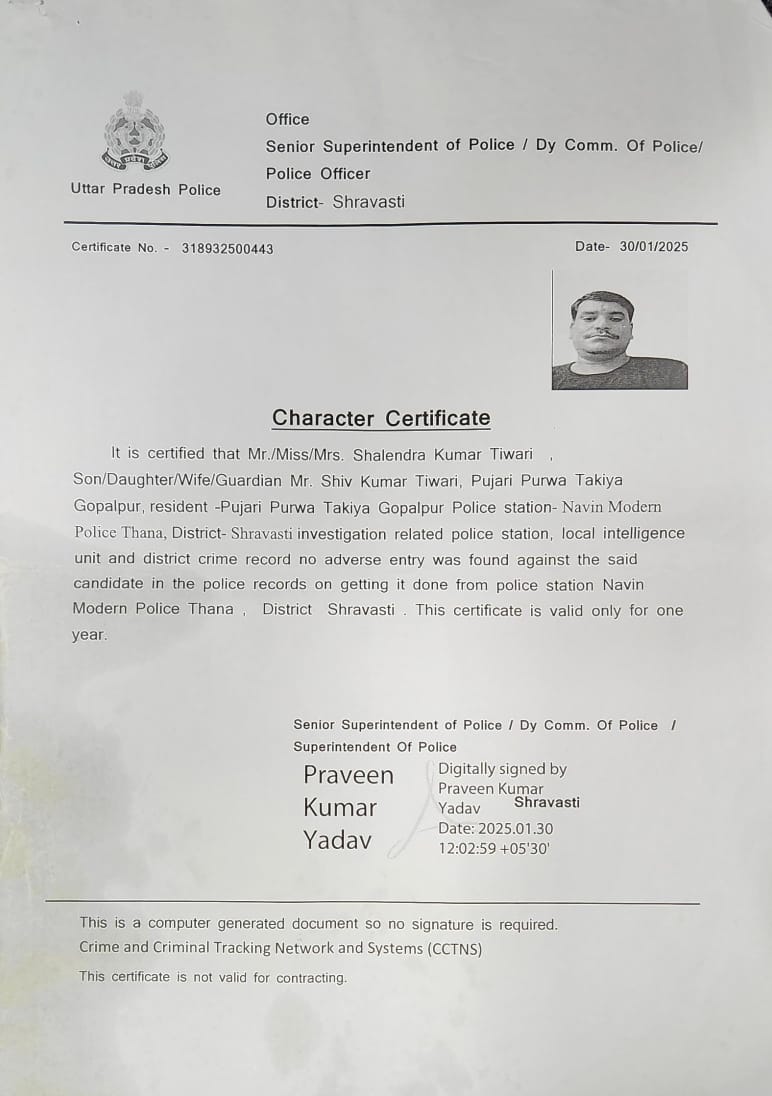 Office
Senior Superintendent of Police / Dy Comm. Of Police/
Police Officer
District- Shravasti
Uttar Pradesh Police
Certificate No. - 318932500443
Date- 30/01/2025
Character Certificate
It is certified that Mr./Miss/Mrs. Shalendra Kumar Tiwari ,
Son/Daughter/Wife/Guardian Mr. Shiv Kumar Tiwari, Pujari Purwa Takiya
Gopalpur, resident -Pujari Purwa Takiya Gopalpur Police station- Navin Modern
Police Thana, District- Shravasti investigation related police station, local intelligence
unit and district crime record no adverse entry was found against the said
candidate in the police records on getting it done from police station Navin
Modern Police Thana , District Shravasti . This certificate is valid only for one
year.
Senior Superintendent of Police / Dy Comm. Of Police /
Superintendent Of Police
Praveen
Kumar
Yadav
Digitally signed by
Praveen Kumar
Yadav
Shravasti
Date: 2025.01.30
12:02:59 +05'30'
This is a computer generated document so no signature is required.
Crime and Criminal Tracking Network and Systems (CCTNS)
This certificate is not valid for contracting.